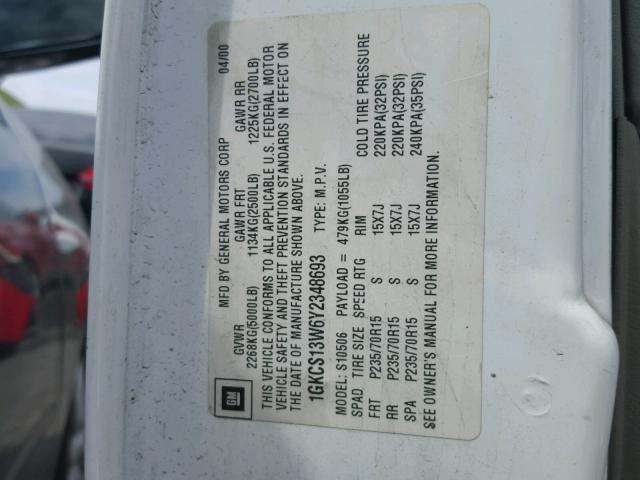 GM
MFD BY GENERAL MOTORS CORP 04/00
GVWR GAWR FRT GAWR RR
2268KG(5000LB) 1134KG(2500LB) 1225KG(2700LB)
THIS VEHICLE CONFORMS TO ALL APPLICABLE U.S. FEDERAL MOTOR
VEHICLE SAFETY AND THEFT PREVENTION STANDARDS IN EFFECT ON
THE DATE OF MANUFACTURE SHOWN ABOVE.
1GKCS13W6Y2348693 TYPE: M.P.V.
MODEL: S10506 PAYLOAD = 479KG(1055LB)
SPAD TIRE SIZE SPEED RTG RIM COLD TIRE PRESSURE
FRT P235/70R15 S 15X7J 220KPA(32PSI)
RR P235/70R15 S 15X7J 220KPA(32PSI)
SPA P235/70R15 S 15X7J 240KPA(35PSI)
SEE OWNER'S MANUAL FOR MORE INFORMATION.